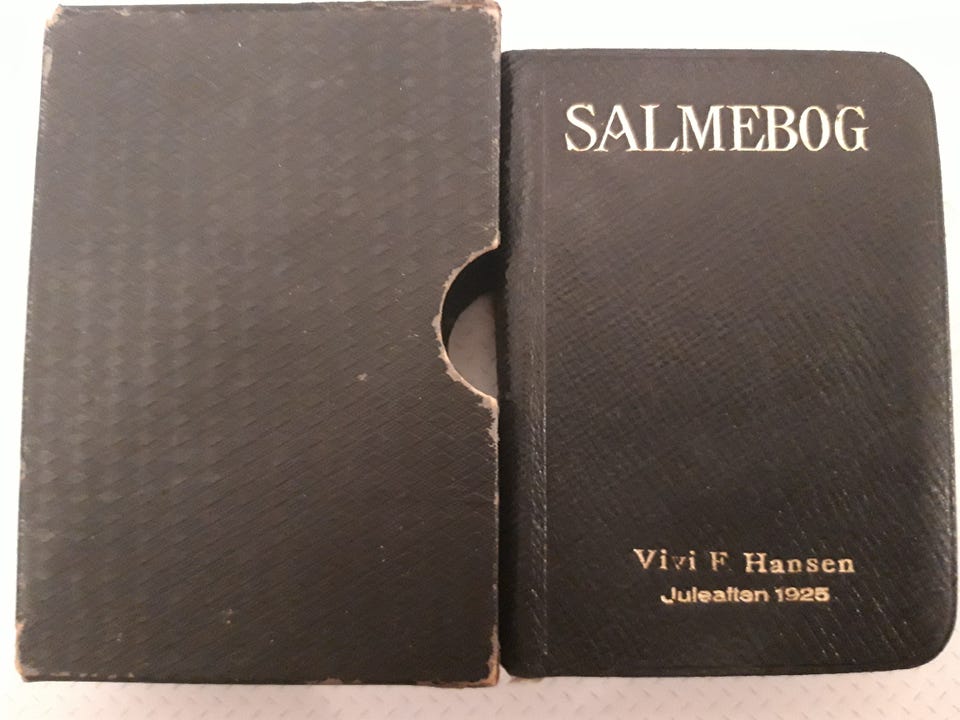 SALMEBOG
Vivi F Hansen
Juleaften 1925